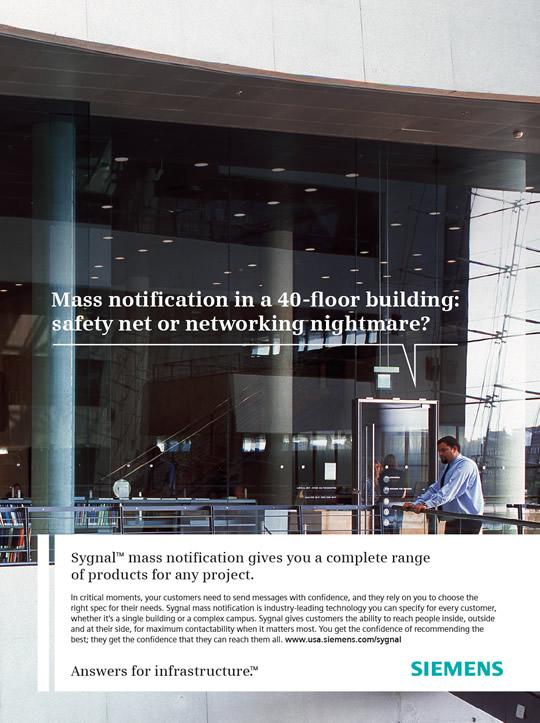 Mass notification in a 40-floor building:
safety net or networking nightmare?
Sygnal™ mass notification gives you a complete range
of products for any project.
In critical moments, your customers need to send messages with confidence, and they rely on you to choose the
right spec for their needs. Sygnal mass notification is industry-leading technology you can specify for every customer,
whether it's a single building or a complex campus. Sygnal gives customers the ability to reach people inside, outside
and at their side, for maximum contactability when it matters most. You get the confidence of recommending the
best; they get the confidence that they can reach them all. www.usa.siemens.com/sygnal
Answers for infrastructure.™
SIEMENS